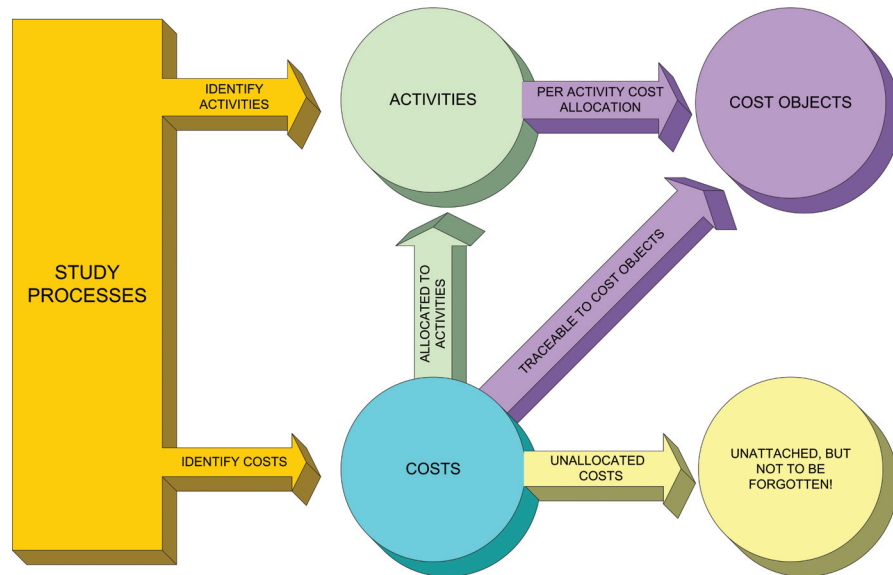 IDENTIFY
ACTIVITIES
ACTIVITIES
PER ACTIVITY COST
ALLOCATION
COST OBJECTS
STUDY
PROCESSES
ALLOCATED TO
ACTIVITIES
TRACEABLE TO COST OBJECTS
IDENTIFY COSTS
COSTS
UNALLOCATED
COSTS
UNATTACHED, BUT
NOT TO BE
FORGOTTEN!